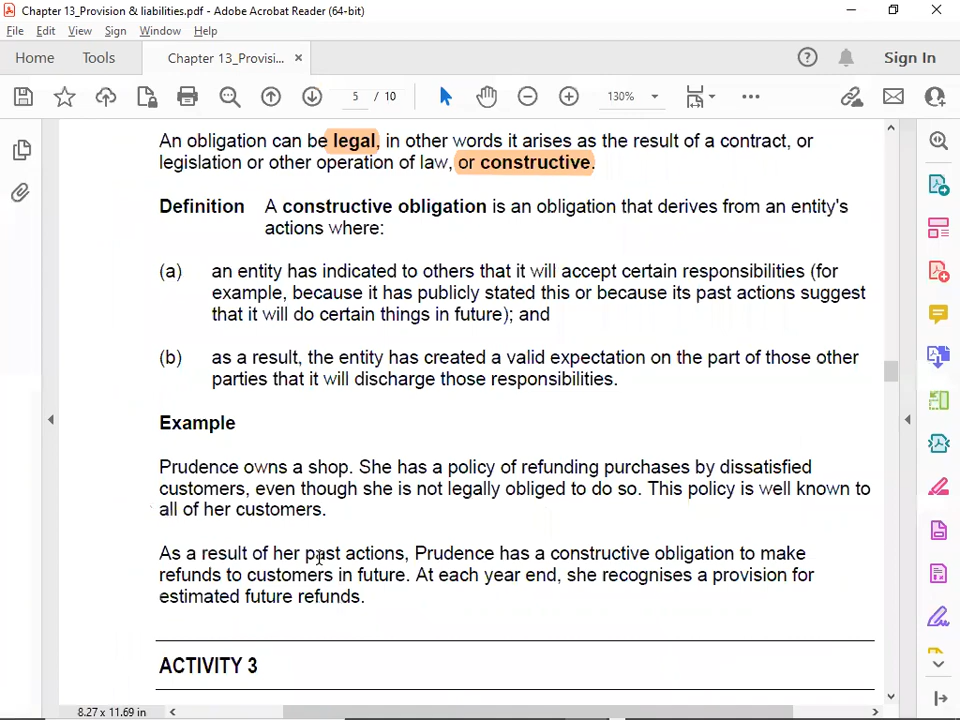 Chapter 13_Provision & liabilities.pdf - Adobe Acrobat Reader (64-bit)
File Edit View Window Help
Home Tools Chapter 13_Provisi... Sign In
5 / 10 130%
An obligation can be legal, in other words it arises as the result of a contract, or
legislation or other operation of law, or constructive.
Definition A constructive obligation is an obligation that derives from an entity's
actions where:
(a) an entity has indicated to others that it will accept certain responsibilities (for
example, because it has publicly stated this or because its past actions suggest
that it will do certain things in future); and
(b) as a result, the entity has created a valid expectation on the part of those other
parties that it will discharge those responsibilities.
Example
Prudence owns a shop. She has a policy of refunding purchases by dissatisfied
customers, even though she is not legally obliged to do so. This policy is well known to
all of her customers.
As a result of her past actions, Prudence has a constructive obligation to make
refunds to customers in future. At each year end, she recognises a provision for
estimated future refunds.
ACTIVITY 3
8.27 x 11.69 in